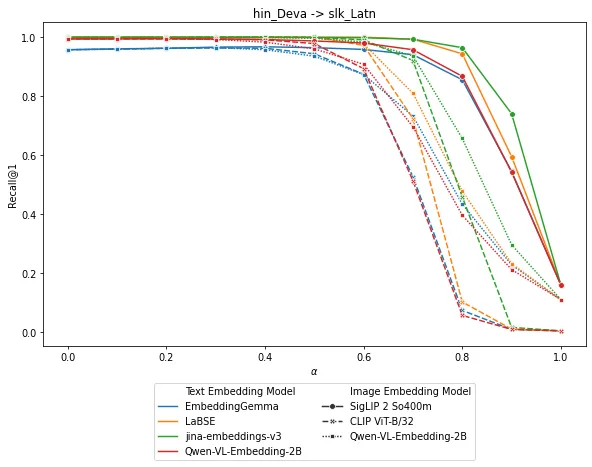 hin_Deva -> slk_Latn
Recall@1
1.0
0.8
0.6
0.4
0.2
0.0
0.0 0.2 0.4 0.6 0.8 1.0
α
Text Embedding Model Image Embedding Model
EmbeddingGemma SigLIP 2 So400m
LaBSE CLIP ViT-B/32
jina-embeddings-v3 Qwen-VL-Embedding-2B
Qwen-VL-Embedding-2B